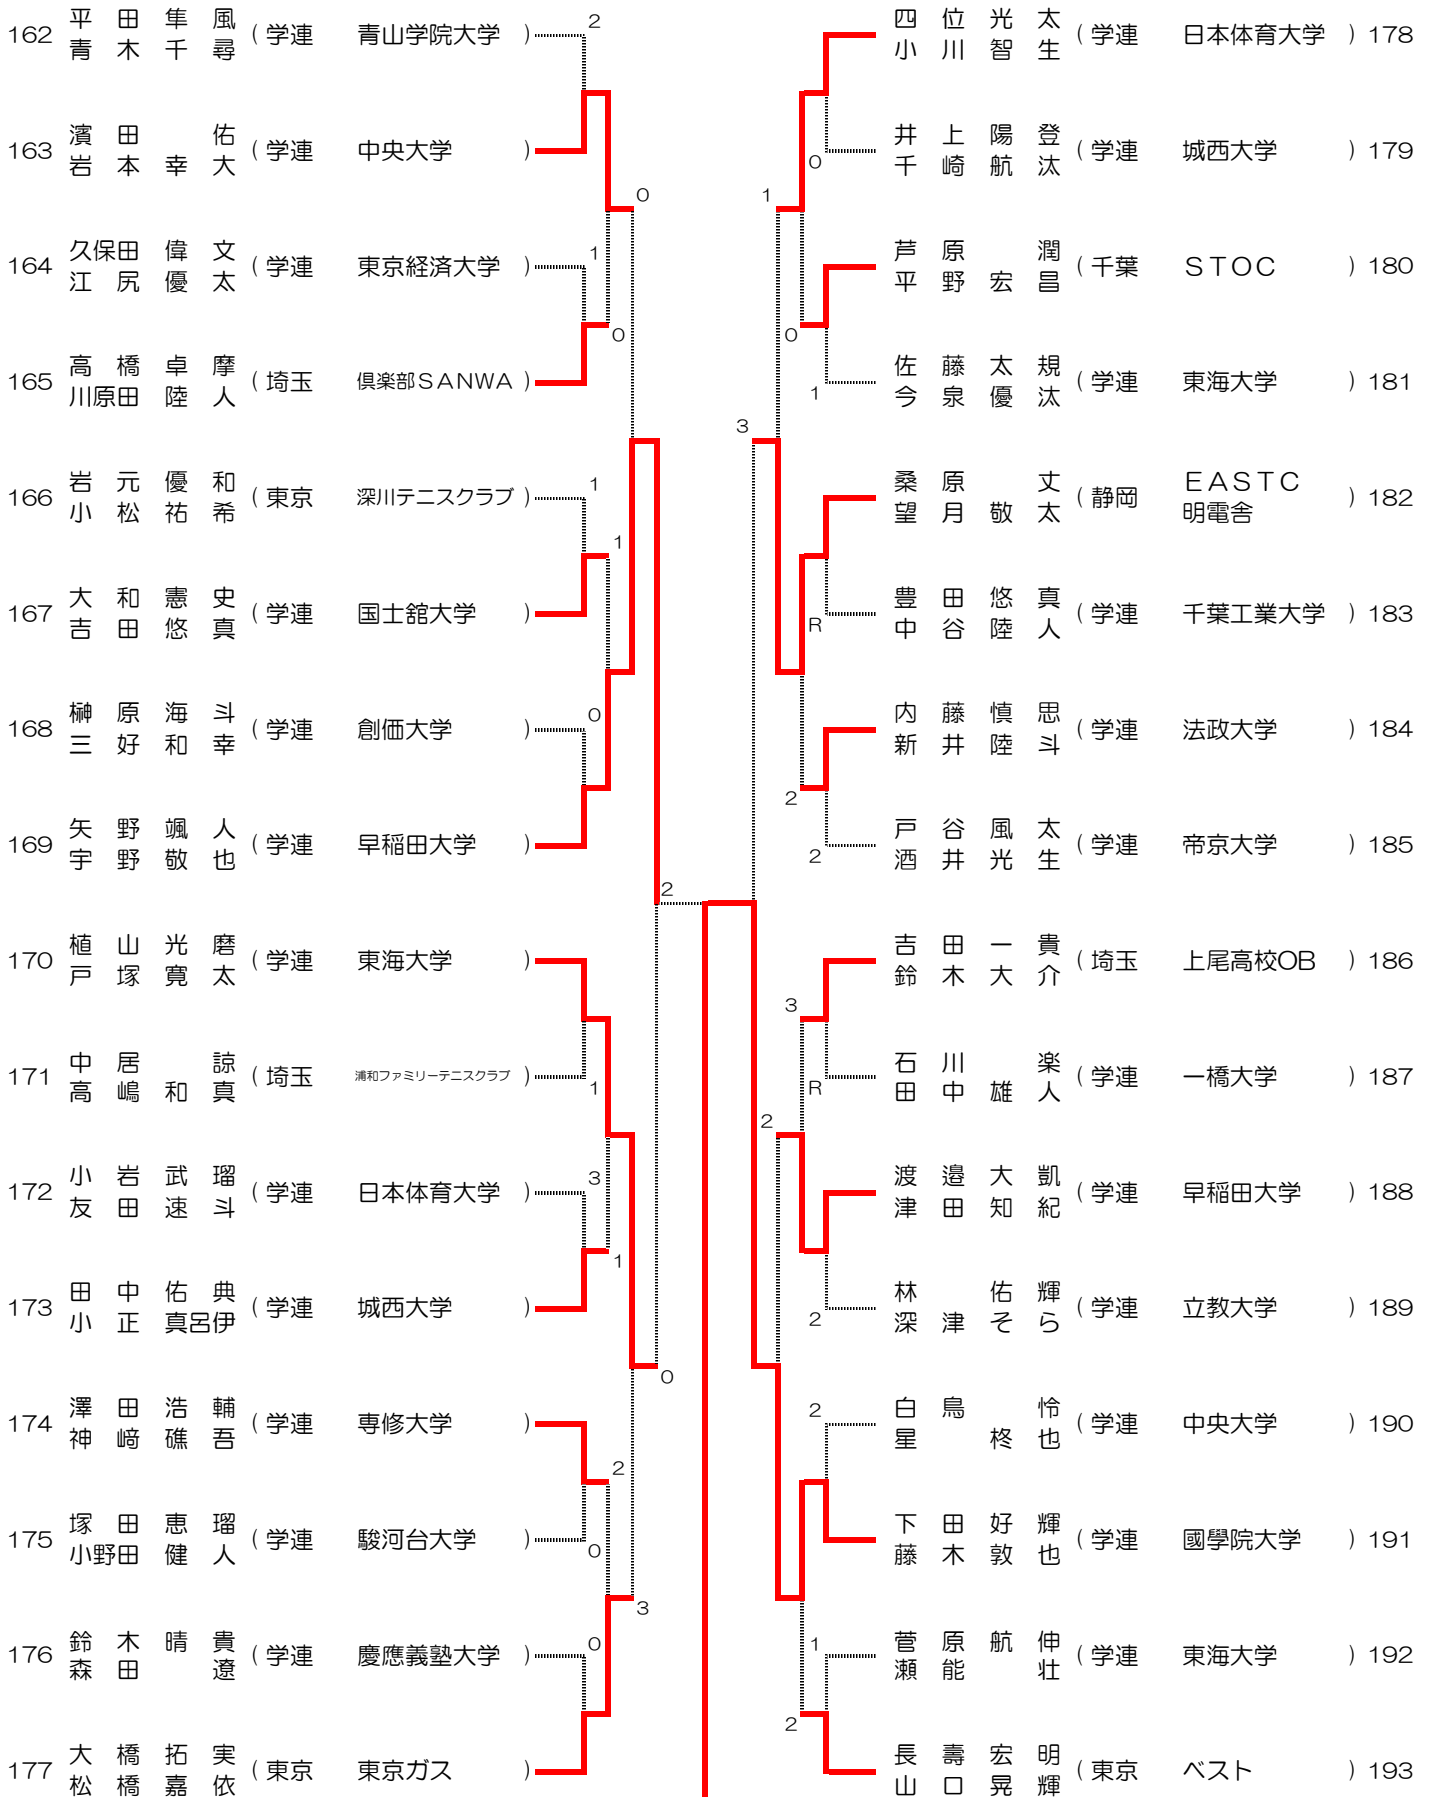 平田隼風
162 (学連 青山学院大学 ) 2
青木千尋
濱田佑
163 (学連 中央大学 )
岩本幸大
0
久保田偉文
164 (学連 東京経済大学 ) 1
江尻優太
0
高橋卓摩
165 (埼玉 倶楽部SANWA )
川原田陸人
岩元優和
166 (東京 深川テニスクラブ ) 1
小松祐希
1
大和憲史
167 (学連 国士舘大学 )
吉田悠真
榊原海斗
168 (学連 創価大学 ) 0
三好和幸
矢野颯人
169 (学連 早稲田大学 )
宇野敬也
2
植山光磨
170 (学連 東海大学 )
戸塚寛太
中居諒
171 (埼玉 浦和ファミリーテニスクラブ ) 1
高嶋和真
小岩武瑠
172 (学連 日本体育大学 ) 3
友田速斗
1
田中佑典
173 (学連 城西大学 )
小正真呂伊
0
澤田浩輔
174 (学連 専修大学 )
神﨑礁吾
2
塚田恵瑠
175 (学連 駿河台大学 ) 0
小野田健人
3
鈴木晴貴
176 (学連 慶應義塾大学 ) 0
森田遼
大橋拓実
177 (東京 東京ガス )
松橋嘉依
四位光太
(学連 日本体育大学 ) 178
小川智生
井上陽登
0 (学連 城西大学 ) 179
千崎航汰
1
芦原潤
(千葉 STOC ) 180
平野宏昌
0
佐藤太規
1 (学連 東海大学 ) 181
今泉優汰
3
桑原丈 EASTC
(静岡 ) 182
望月敬太 明電舎
豊田悠真
R (学連 千葉工業大学 ) 183
中谷陸人
内藤慎思
(学連 法政大学 ) 184
新井陸斗
2
戸谷風太
2 (学連 帝京大学 ) 185
酒井光生
吉田一貴
(埼玉 上尾高校OB ) 186
鈴木大介
3
石川楽
R (学連 一橋大学 ) 187
田中雄人
2
渡邉大凱
(学連 早稲田大学 ) 188
津田知紀
林佑輝
2 (学連 立教大学 ) 189
深津そら
白鳥怜
2 (学連 中央大学 ) 190
星柊也
下田好輝
(学連 國學院大学 ) 191
藤木敦也
菅原航伸
1 (学連 東海大学 ) 192
瀬能壮
2
長壽宏明
(東京 ベスト ) 193
山口晃輝